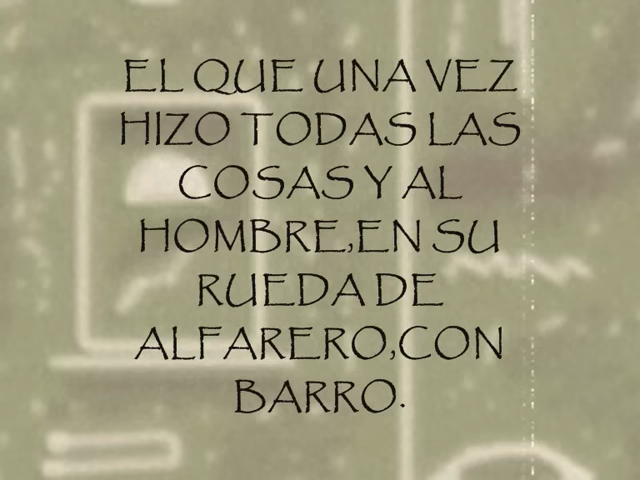 EL QUE UNA VEZ
HIZO TODAS LAS
COSAS Y AL
HOMBRE,EN SU
RUEDA DE
ALFARERO,CON
BARRO.